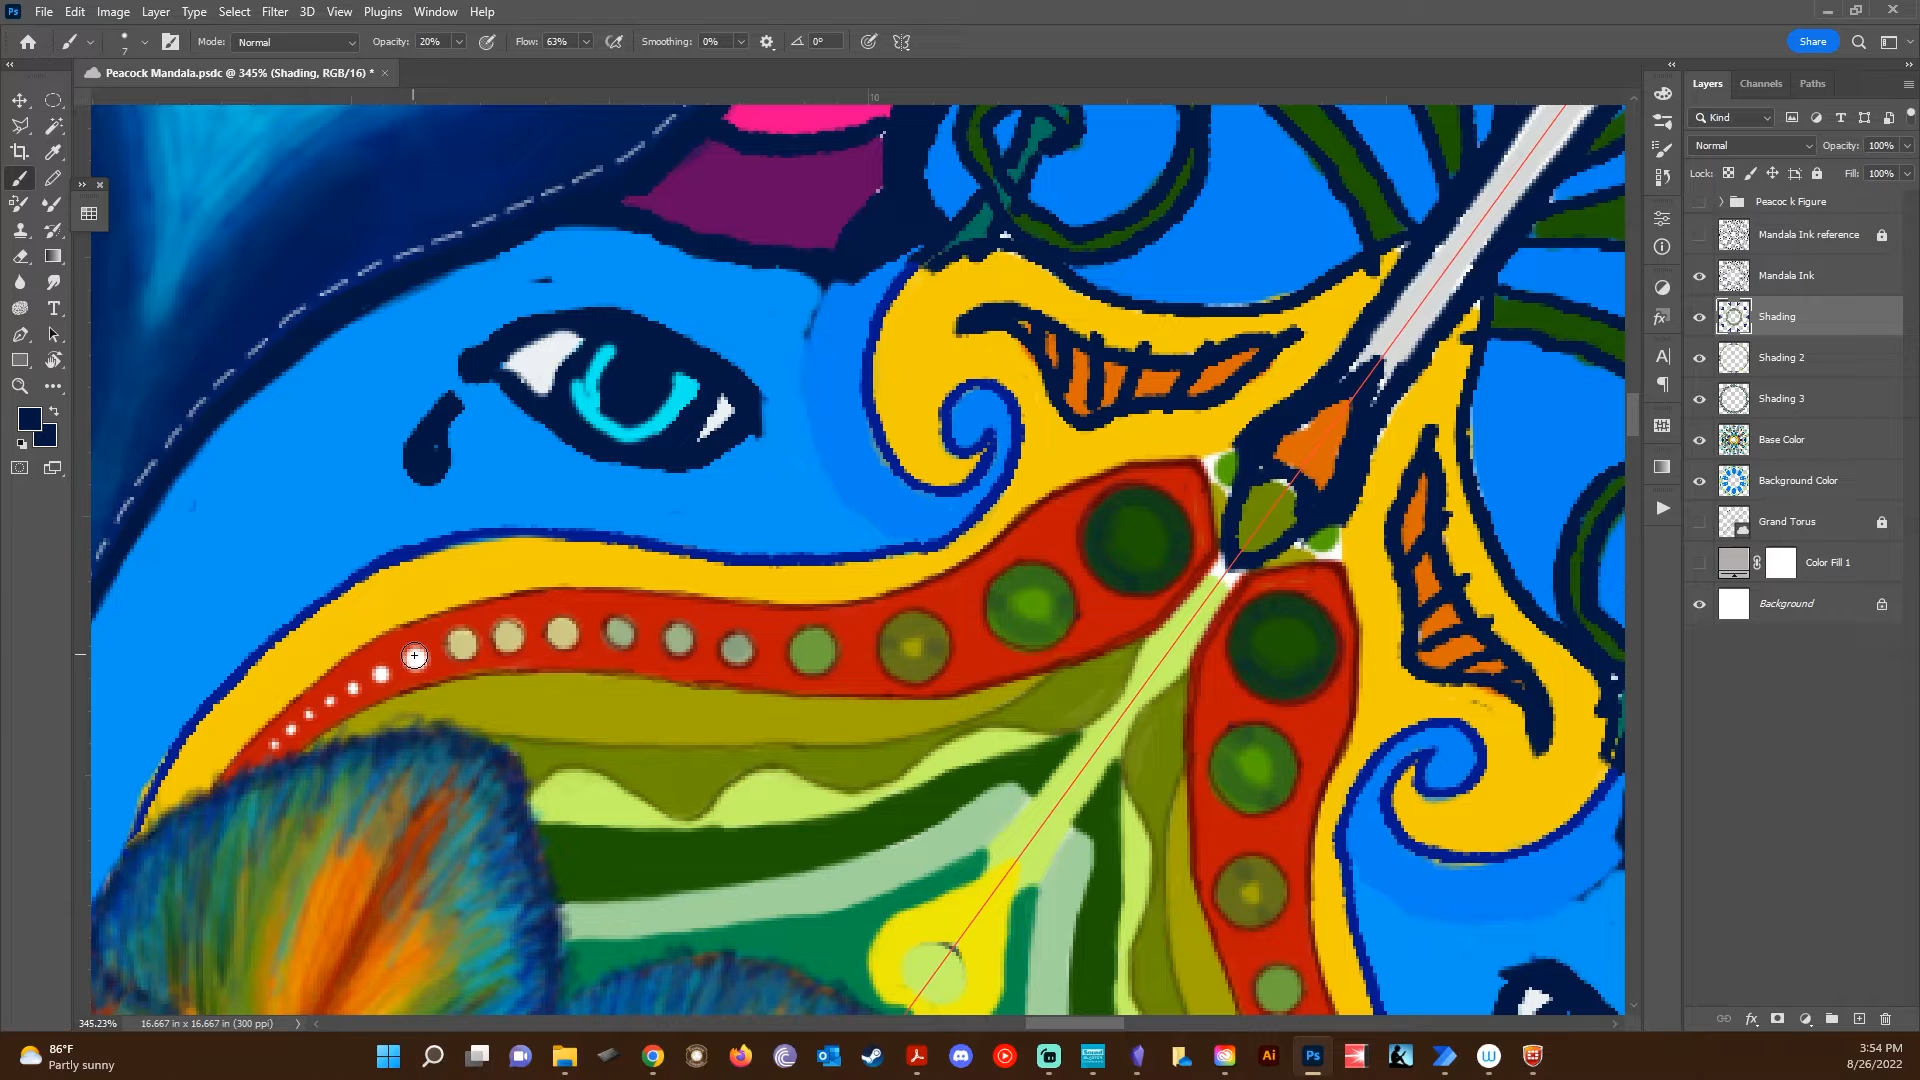 Ps File Edit Image Layer Type Select Filter 3D View Plugins Window Help
7 Mode: Normal Opacity: 20% Flow: 63% Smoothing: 0% 0° Share
Peacock Mandala.psdc @ 345% (Shading, RGB/16) *
10
Layers Channels Paths
Kind
Normal Opacity: 100%
Lock: Fill: 100%
Peacoc k Figure
Mandala Ink reference
Mandala Ink
Shading
Shading 2
Shading 3
Base Color
Background Color
Grand Torus
Color Fill 1
Background
345.23% 16.667 in x 16.667 in (300 ppi)
86°F
Partly sunny
Ai Ps
3:54 PM
8/26/2022